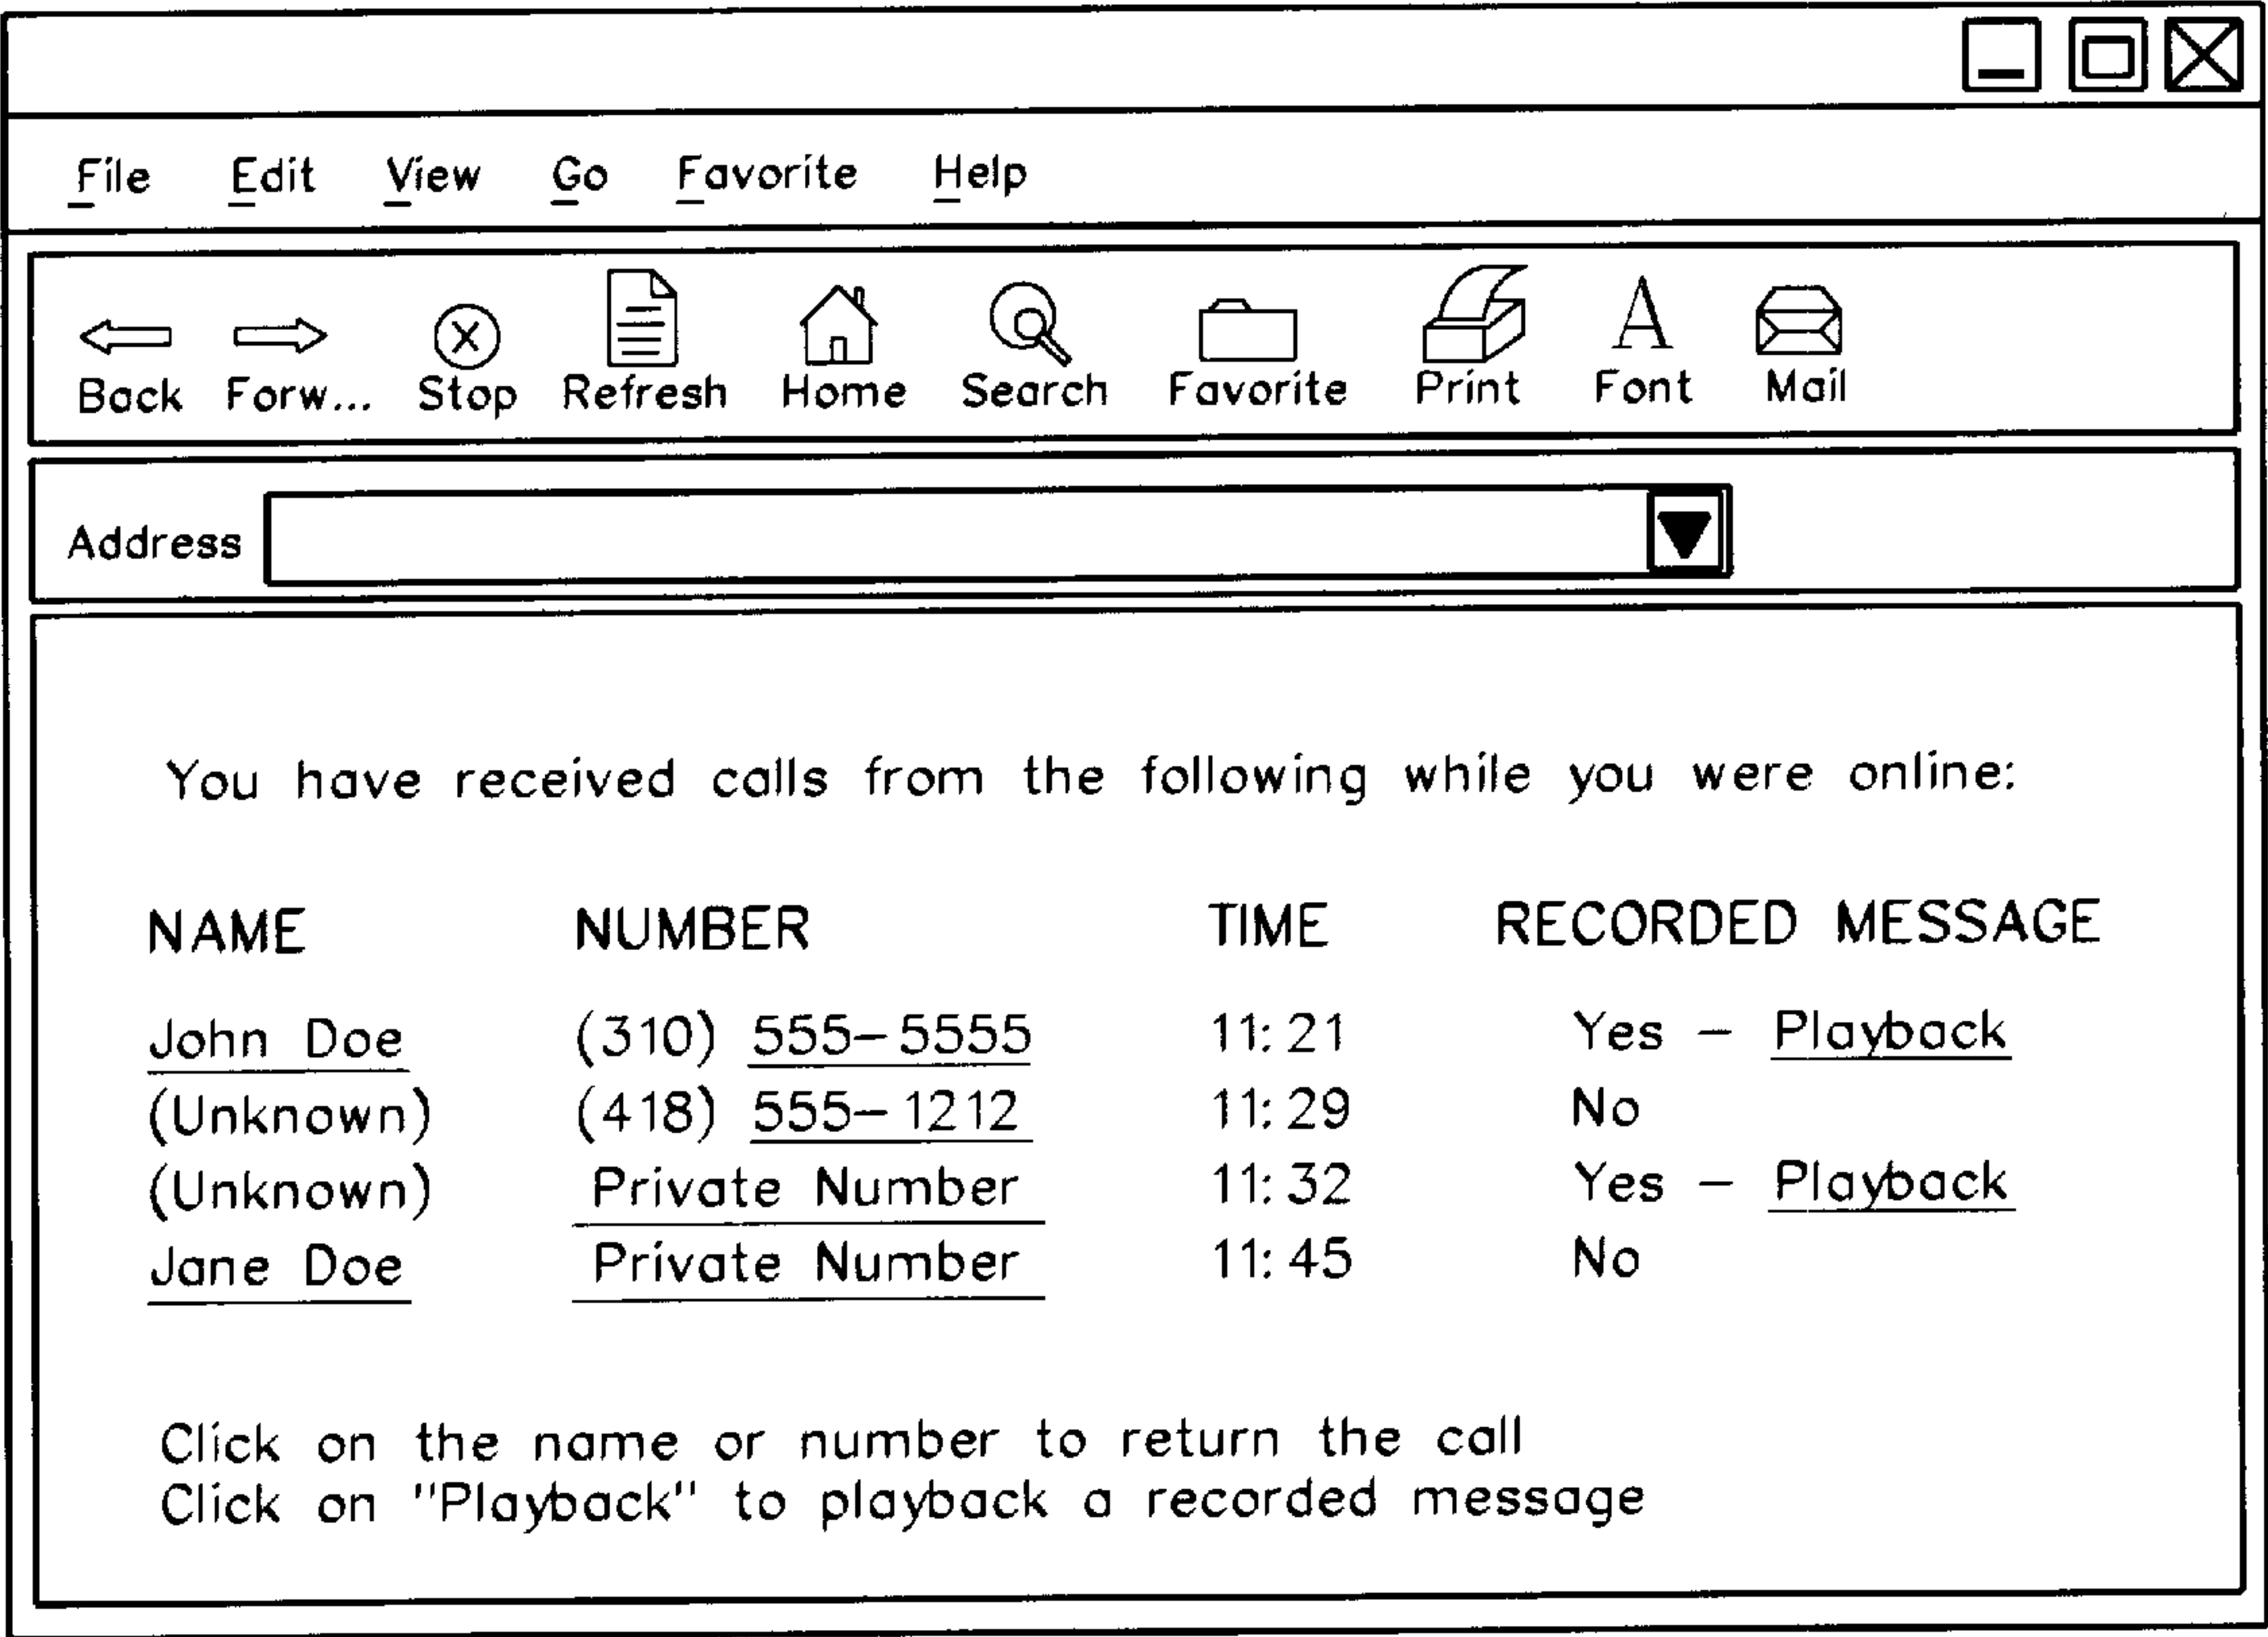 File Edit View Go Favorite Help
Back Forw... Stop Refresh Home Search Favorite Print A Font Mail
Address
You have received calls from the following while you were online:
NAME NUMBER TIME RECORDED MESSAGE
John Doe (310) 555-5555 11:21 Yes - Playback
(Unknown) (418) 555-1212 11:29 No
(Unknown) Private Number 11:32 Yes - Playback
Jane Doe Private Number 11:45 No
Click on the name or number to return the call
Click on "Playback" to playback a recorded message